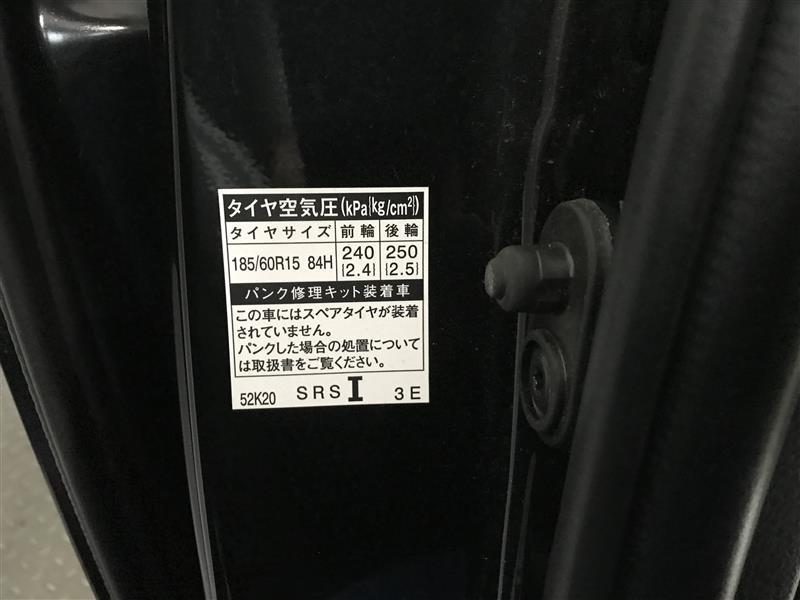 タイヤ空気圧(kPa{kg/cm²})
タイヤサイズ 前輪 後輪
185/60R15 84H 240{2.4} 250{2.5}
パンク修理キット装着車
この車にはスペアタイヤが装着
されていません。
パンクした場合の処置について
は取扱書をご覧ください。
52K20 SRS I 3E